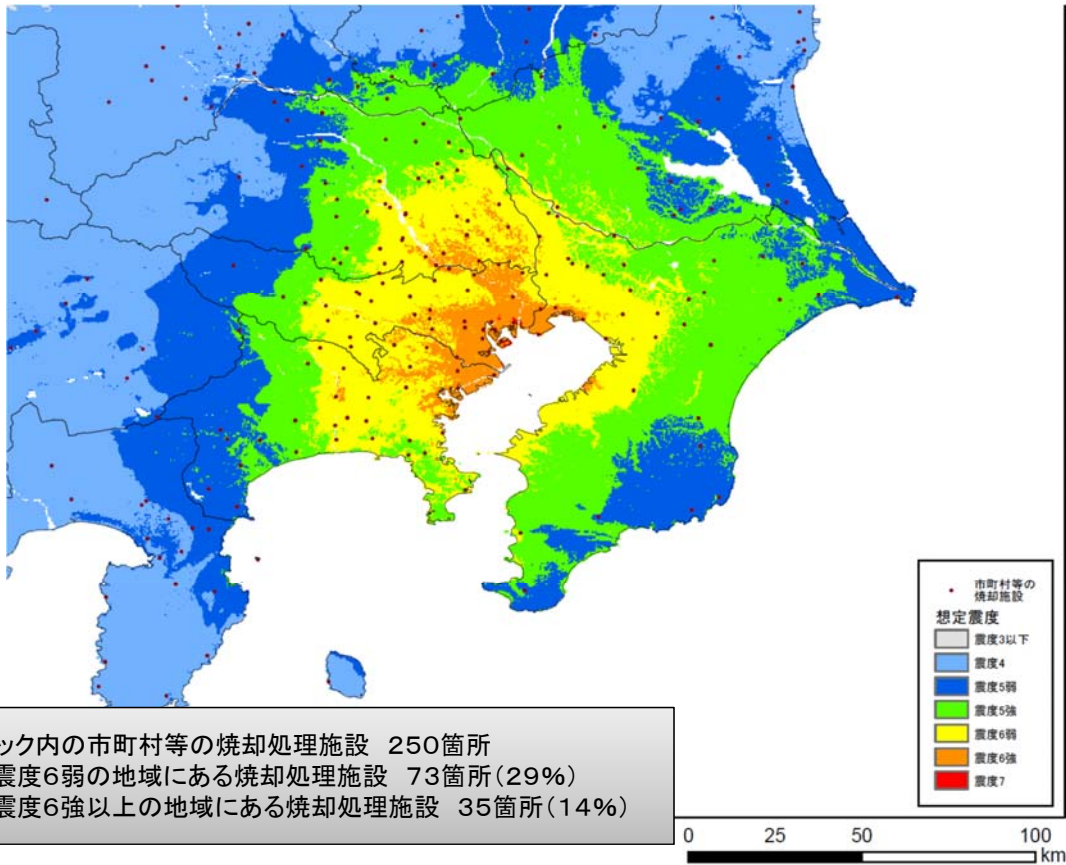 市町村等の
焼却施設
想定震度
震度3以下
震度4
震度5弱
震度5強
震度6弱
震度6強
震度7
ック内の市町村等の焼却処理施設 250箇所
震度6弱の地域にある焼却処理施設 73箇所(29%)
震度6強以上の地域にある焼却処理施設 35箇所(14%)
0 25 50 100
km